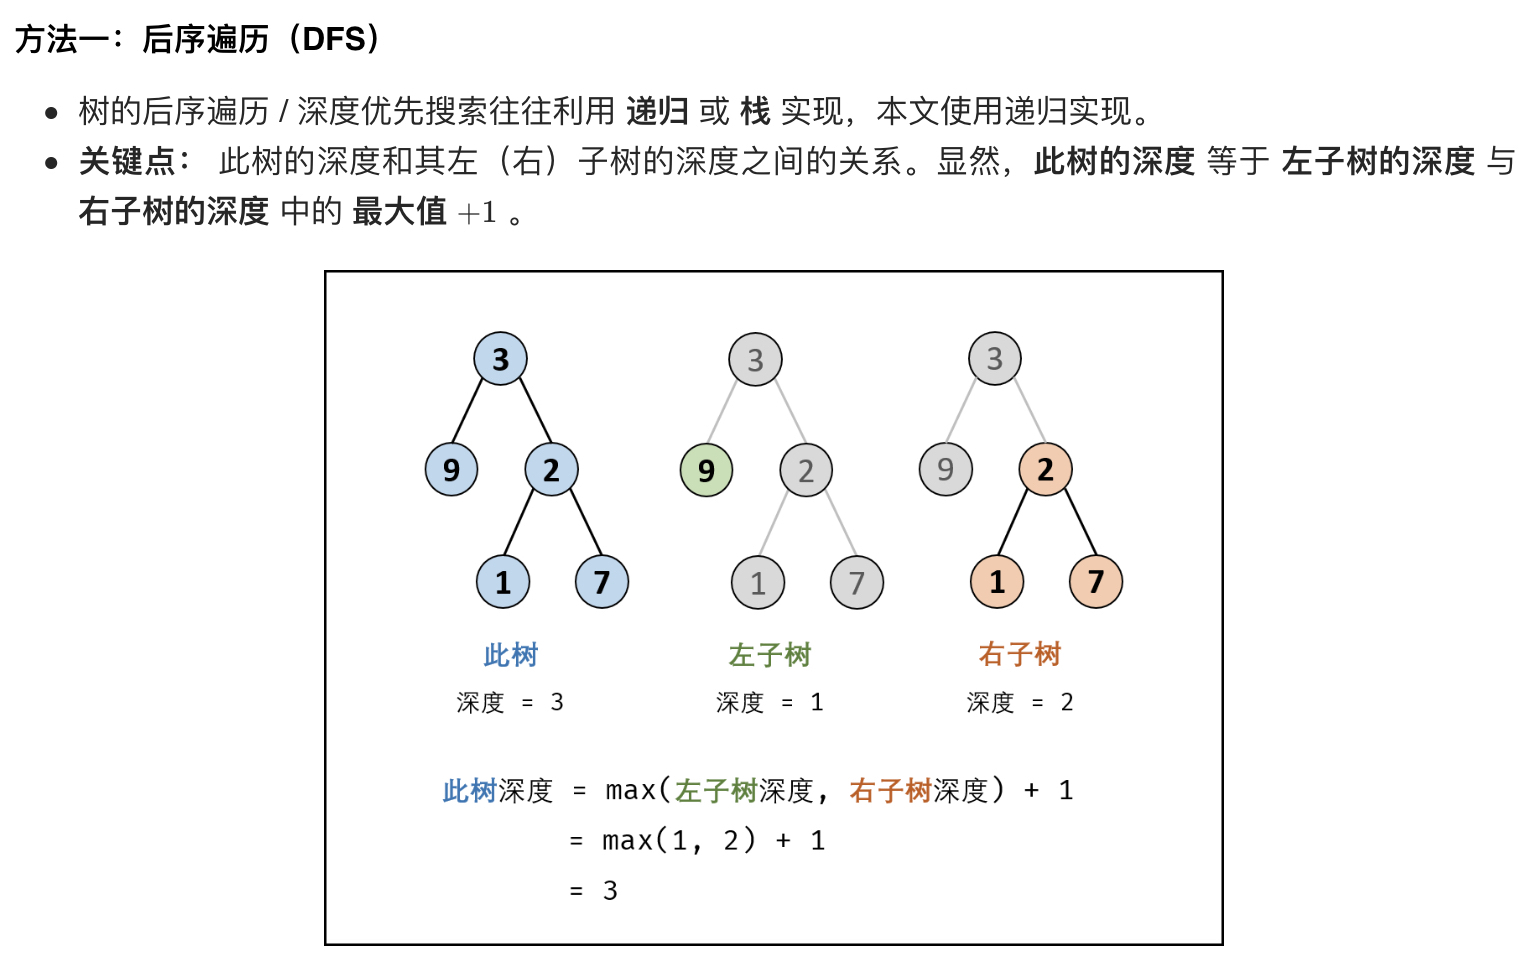 方法一：后序遍历（DFS）
树的后序遍历 / 深度优先搜索往往利用 递归 或 栈 实现，本文使用递归实现。
关键点： 此树的深度和其左（右）子树的深度之间的关系。显然，此树的深度 等于 左子树的深度 与
右子树的深度 中的 最大值 +1 。
3 3 3
9 2 9 2 9 2
1 7 1 7 1 7
此树 左子树 右子树
深度 = 3 深度 = 1 深度 = 2
此树深度 = max(左子树深度, 右子树深度) + 1
= max(1, 2) + 1
= 3